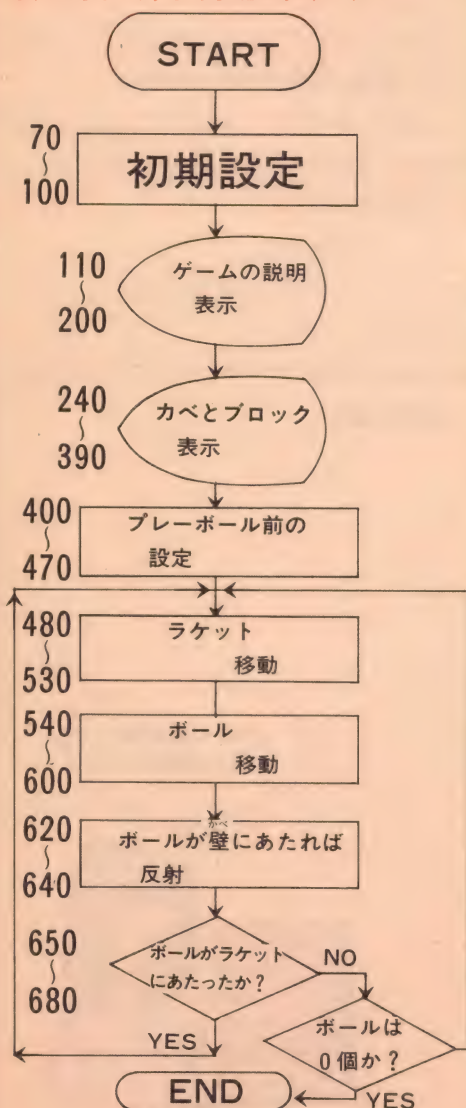 START
70
〜
100
初期設定
110
〜
200
ゲームの説明
表示
240
〜
390
カベとブロック
表示
400
〜
470
プレーボール前の
設定
480
〜
530
ラケット
移動
540
〜
600
ボール
移動
620
〜
640
かべ
ボールが壁にあたれば
反射
650
〜
680
ボールがラケット
にあたったか?
NO
YES
ボールは
0個か?
YES
END